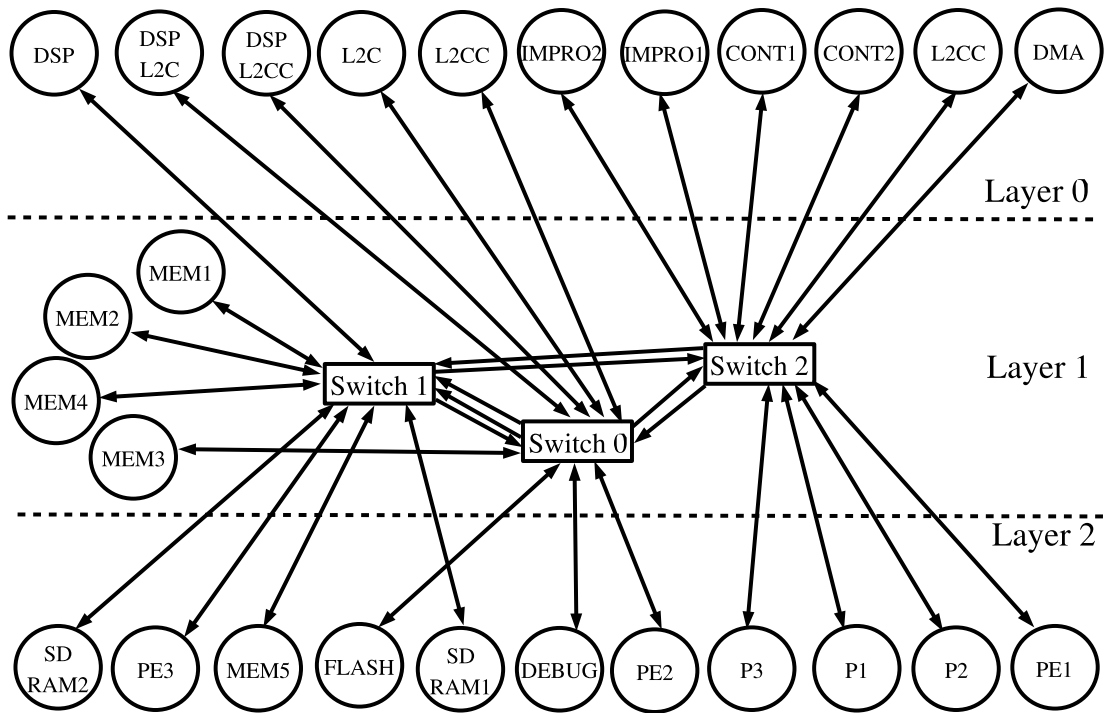 DSP
DSP
L2C
DSP
L2CC
L2C
L2CC
IMPRO2
IMPRO1
CONT1
CONT2
L2CC
DMA
Layer 0
MEM1
MEM2
MEM4
MEM3
Switch 1
Switch 0
Switch 2
Layer 1
Layer 2
SD
RAM2
PE3
MEM5
FLASH
SD
RAM1
DEBUG
PE2
P3
P1
P2
PE1